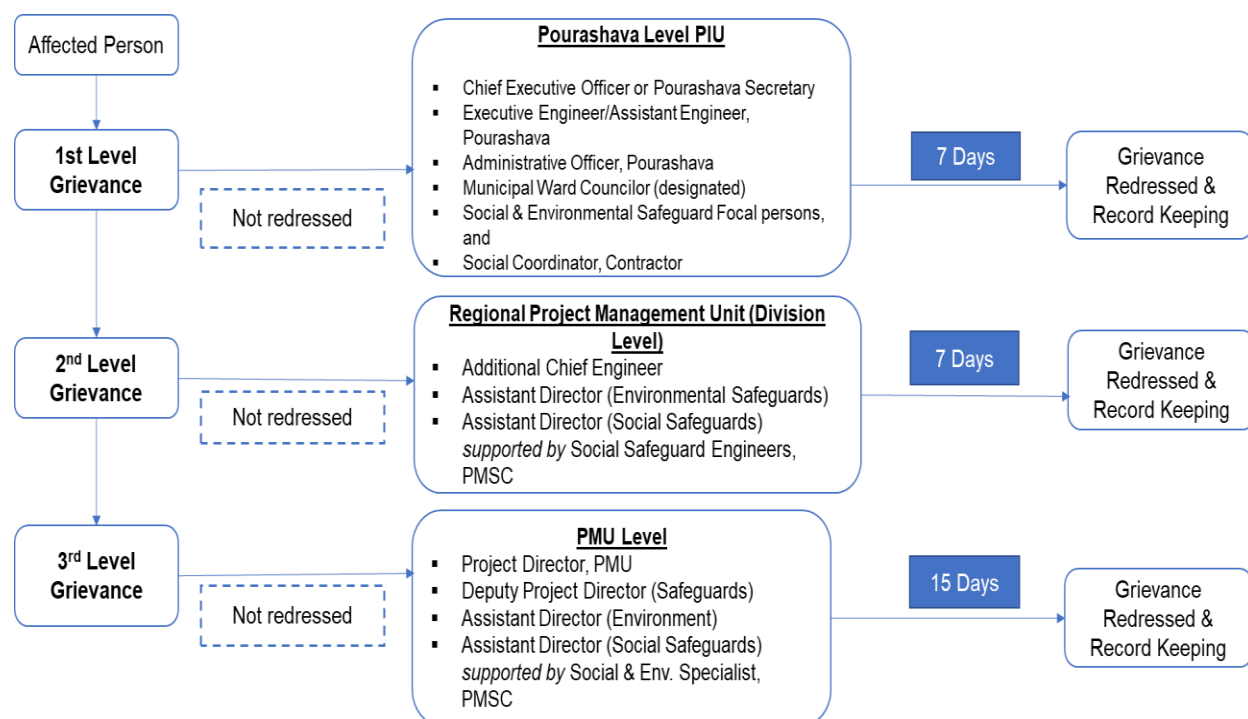 Affected Person
1st Level
Grievance
Not redressed
Pourashava Level PIU
▪ Chief Executive Officer or Pourashava Secretary
▪ Executive Engineer/Assistant Engineer,
Pourashava
▪ Administrative Officer, Pourashava
▪ Municipal Ward Councilor (designated)
▪ Social & Environmental Safeguard Focal persons,
and
▪ Social Coordinator, Contractor
7 Days
Grievance
Redressed &
Record Keeping
2nd Level
Grievance
Not redressed
Regional Project Management Unit (Division
Level)
▪ Additional Chief Engineer
▪ Assistant Director (Environmental Safeguards)
▪ Assistant Director (Social Safeguards)
supported by Social Safeguard Engineers,
PMSC
7 Days
Grievance
Redressed &
Record Keeping
3rd Level
Grievance
Not redressed
PMU Level
▪ Project Director, PMU
▪ Deputy Project Director (Safeguards)
▪ Assistant Director (Environment)
▪ Assistant Director (Social Safeguards)
supported by Social & Env. Specialist,
PMSC
15 Days
Grievance
Redressed &
Record Keeping